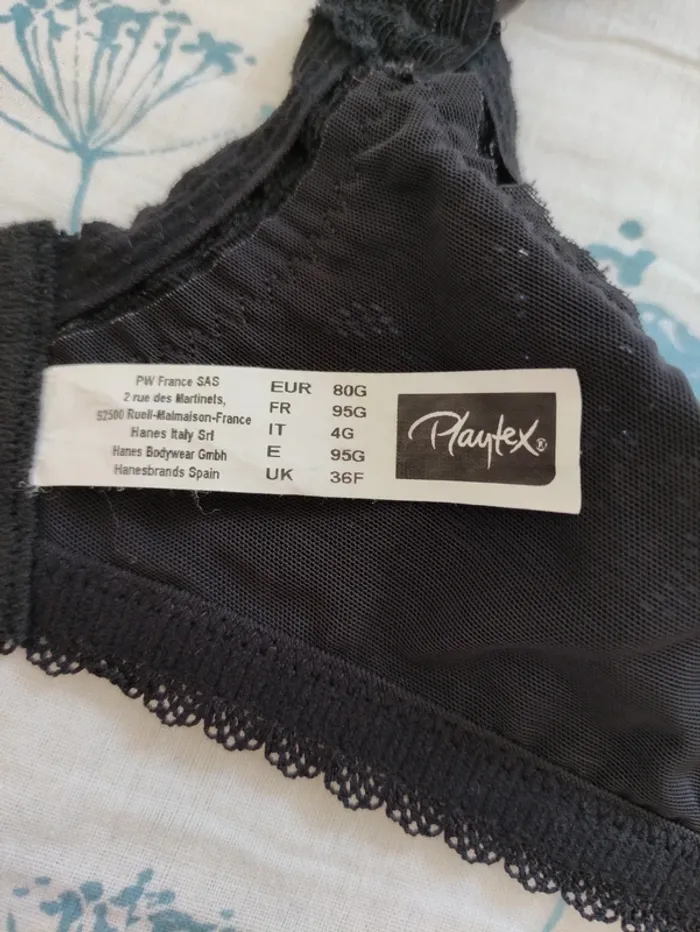 PW France SAS
2 rue des Martinets,
92500 Rueil-Malmaison-France
Hanes Italy Srl
Hanes Bodywear Gmbh
Hanesbrands Spain
EUR 80G
FR 95G
IT 4G
E 95G
UK 36F
Playtex®